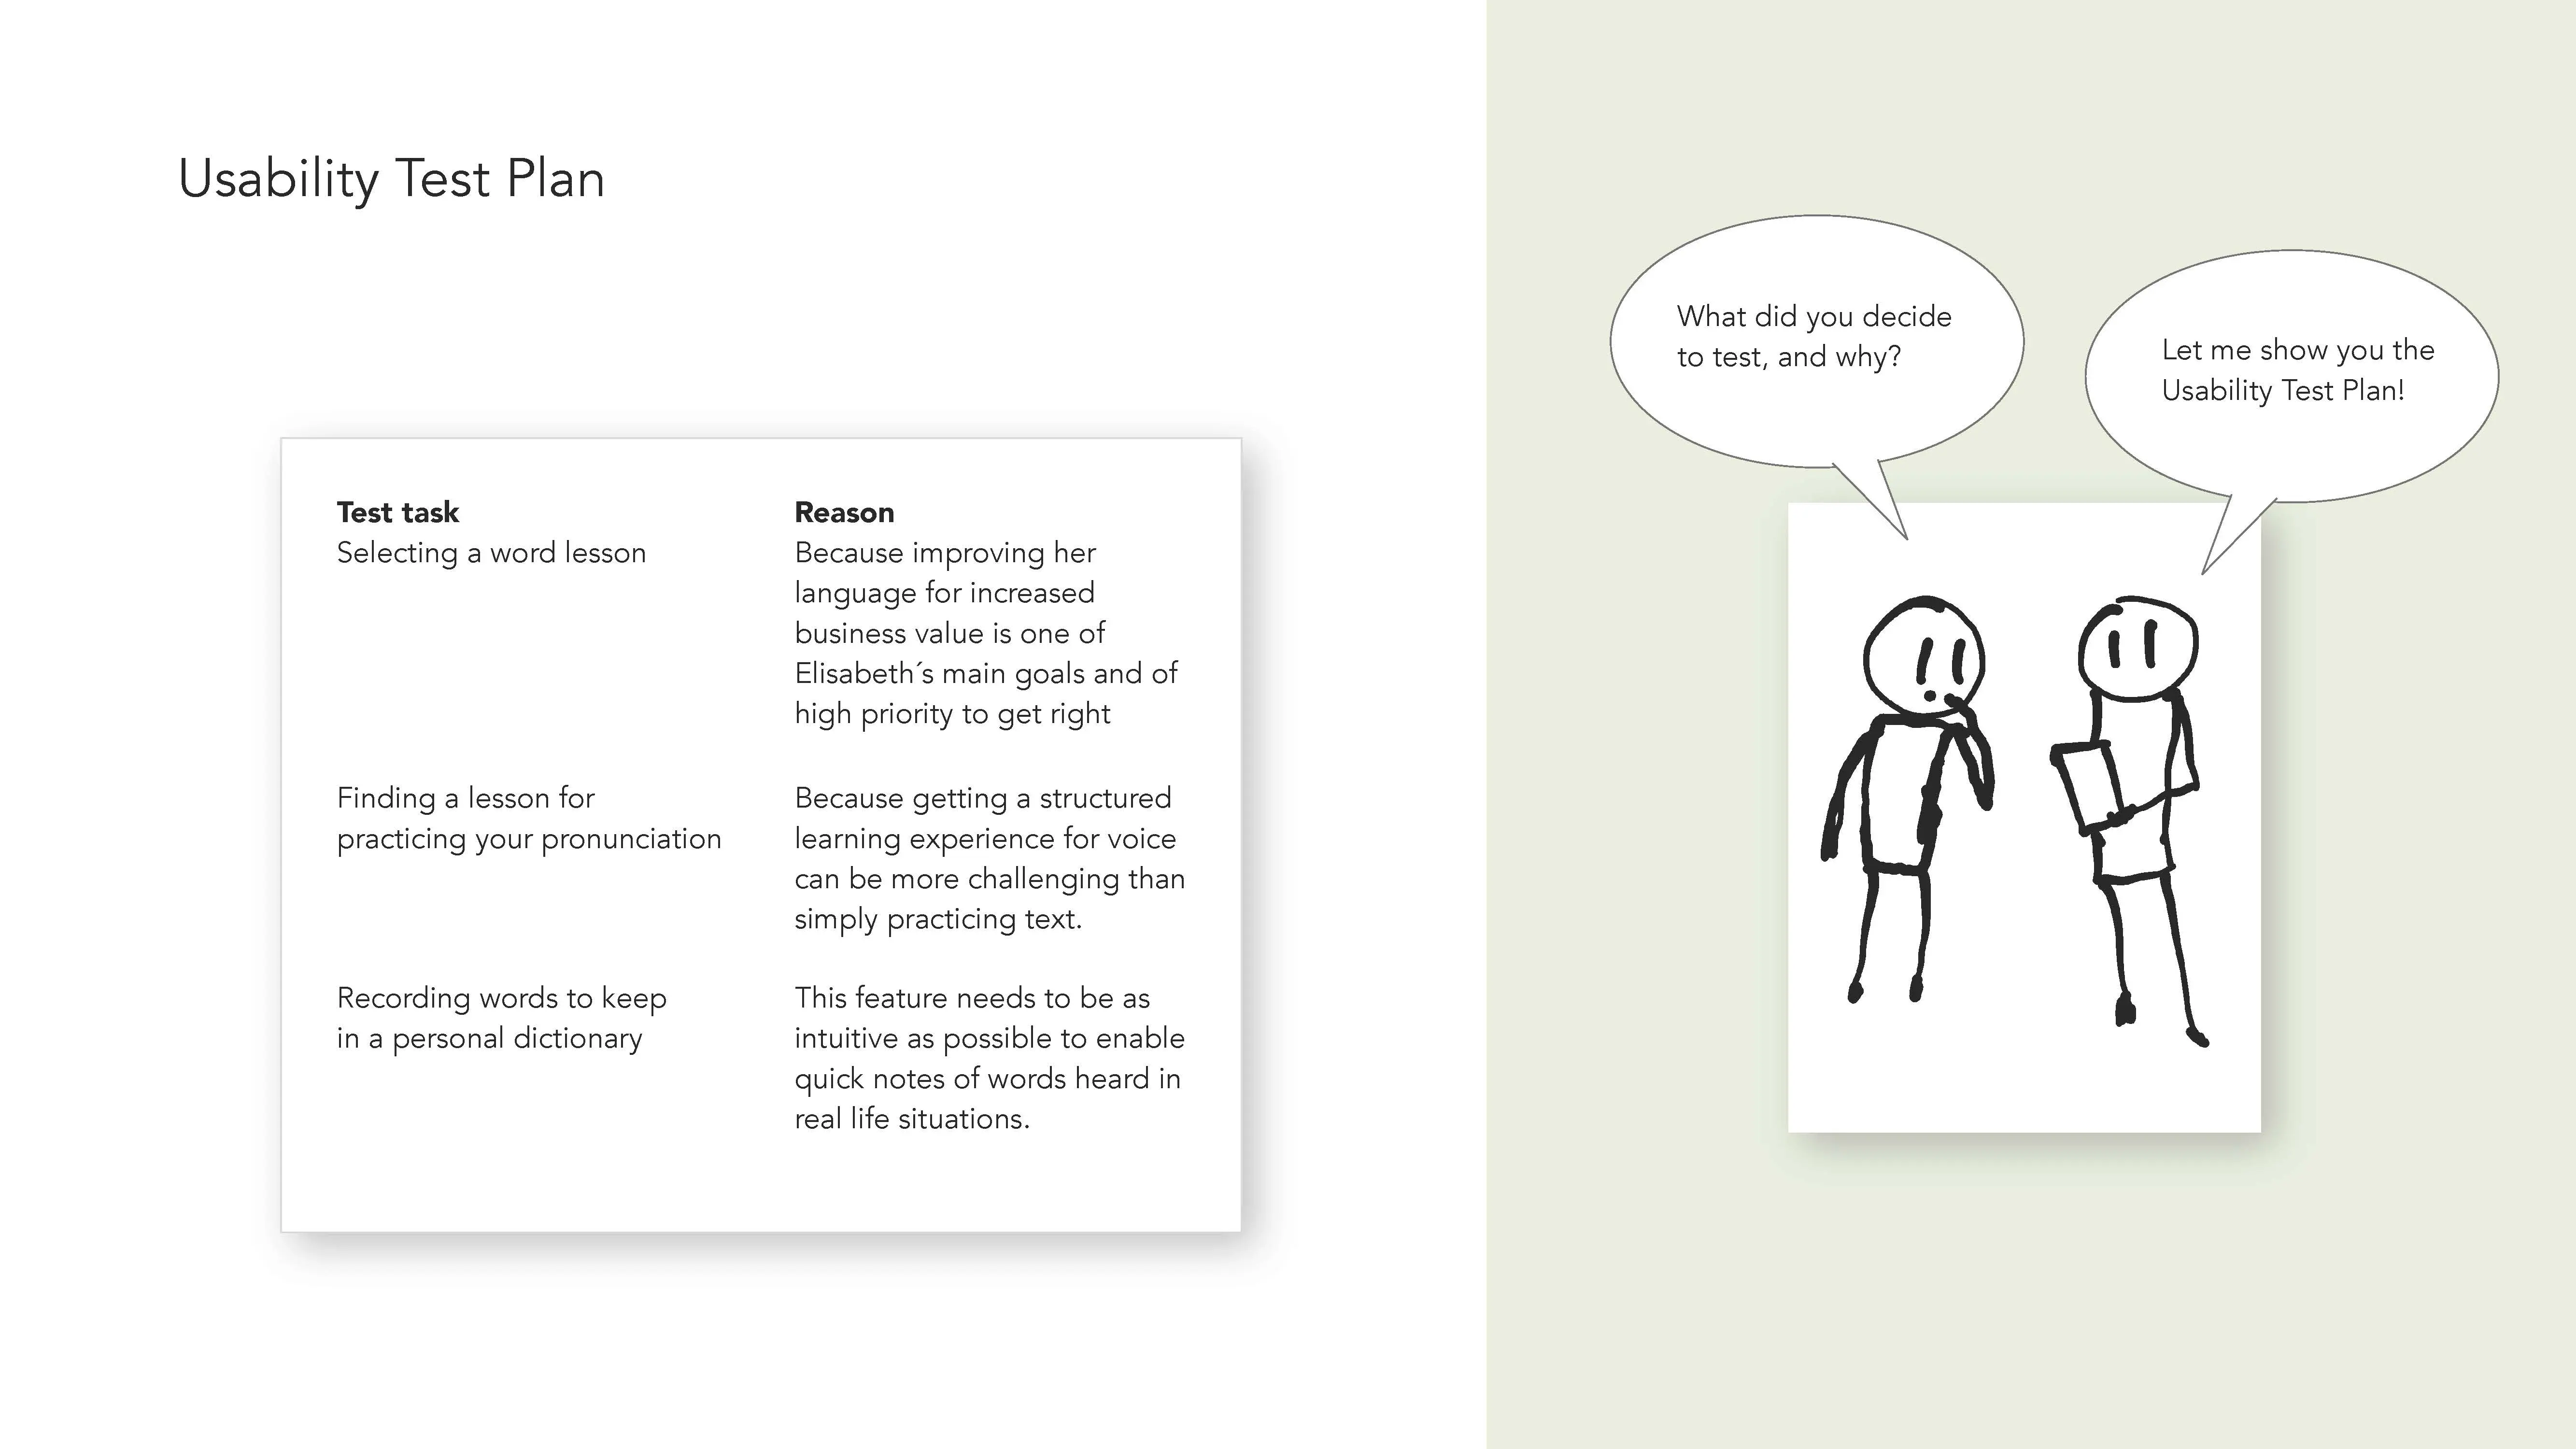 Usability Test Plan
Test task
Selecting a word lesson
Reason
Because improving her
language for increased
business value is one of
Elisabeth´s main goals and of
high priority to get right
Finding a lesson for
practicing your pronunciation
Because getting a structured
learning experience for voice
can be more challenging than
simply practicing text.
Recording words to keep
in a personal dictionary
This feature needs to be as
intuitive as possible to enable
quick notes of words heard in
real life situations.
What did you decide
to test, and why?
Let me show you the
Usability Test Plan!